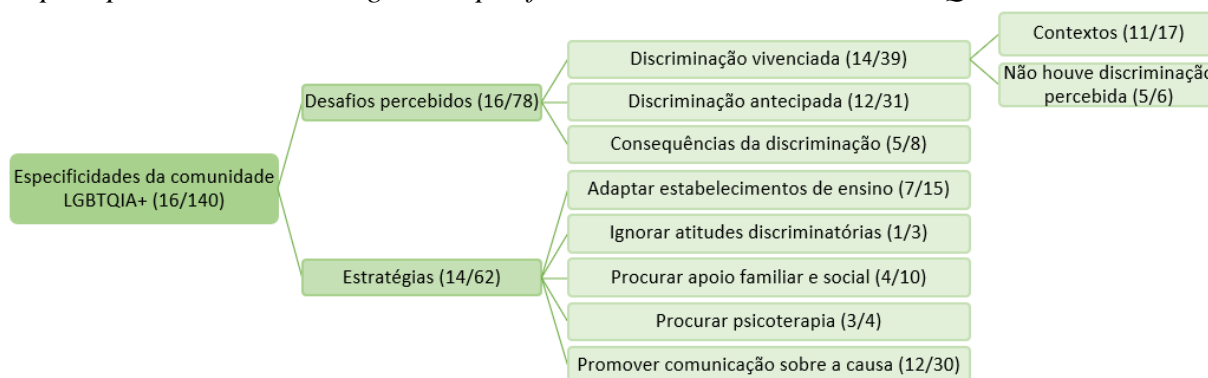 Especificidades da comunidade
LGBTQIA+ (16/140)
Desafios percebidos (16/78)
Discriminação vivenciada (14/39)
Contextos (11/17)
Não houve discriminação
percebida (5/6)
Discriminação antecipada (12/31)
Consequências da discriminação (5/8)
Estratégias (14/62)
Adaptar estabelecimentos de ensino (7/15)
Ignorar atitudes discriminatórias (1/3)
Procurar apoio familiar e social (4/10)
Procurar psicoterapia (3/4)
Promover comunicação sobre a causa (12/30)